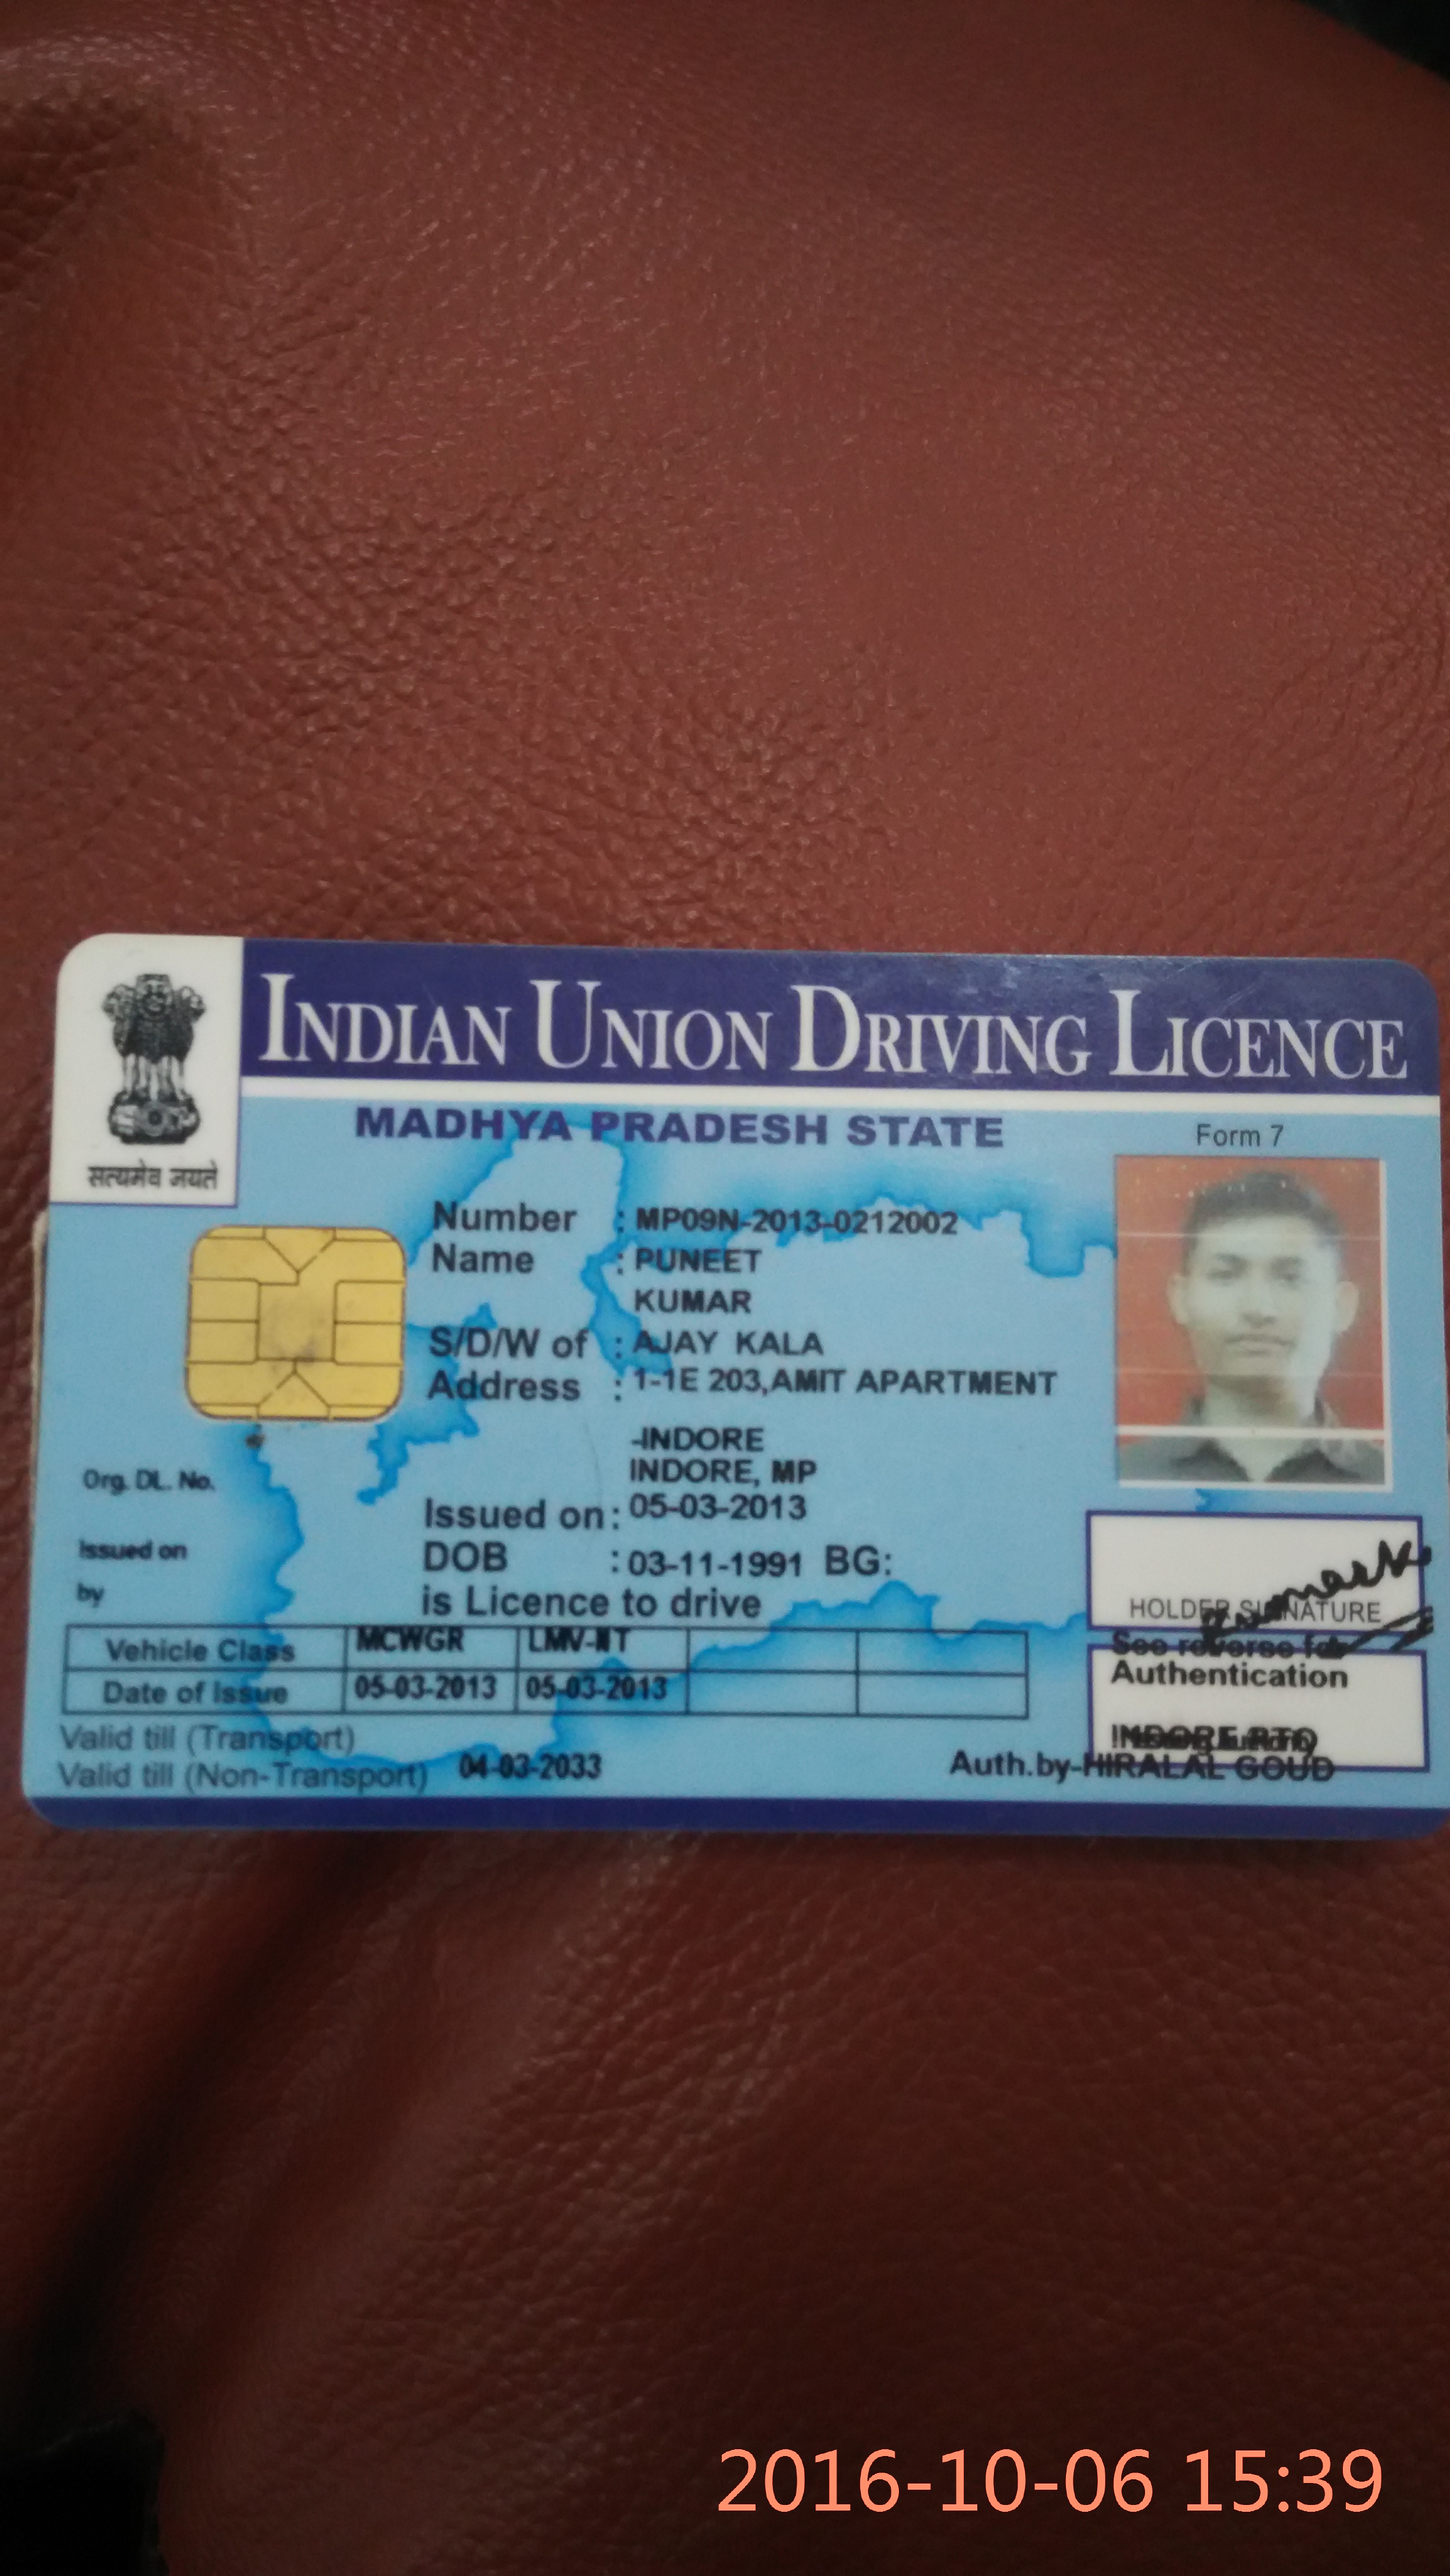 INDIAN UNION DRIVING LICENCE
MADHYA PRADESH STATE
Form 7
सत्यमेव जयते
Number : MP09N-2013-0212002
Name : PUNEET
KUMAR
S/D/W of : AJAY KALA
Address : 1-1E 203,AMIT APARTMENT
-INDORE
INDORE, MP
Org. DL. No.
Issued on: 05-03-2013
Issued on
DOB : 03-11-1991 BG:
by
is Licence to drive
HOLDER SIGNATURE
Vehicle Class MCWGR LMV-NT
Date of Issue 05-03-2013 05-03-2013
See reverse for
Authentication
Valid till (Transport)
INDORE RTO
Valid till (Non-Transport) 04-03-2033
Auth.by-HIRALAL GOUD
2016-10-06 15:39